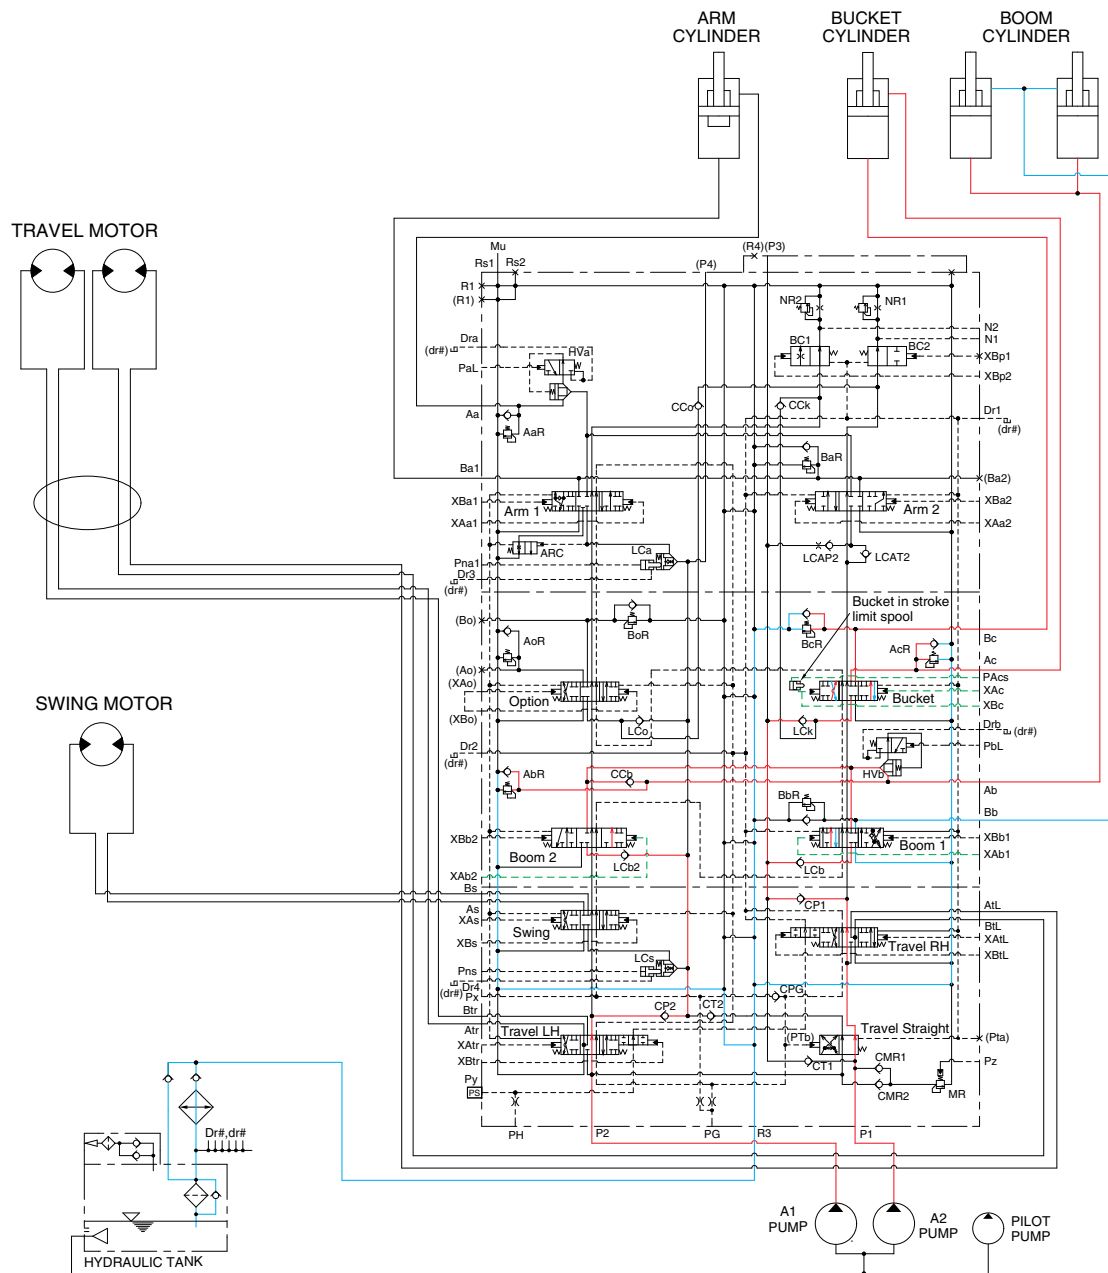 ARM
CYLINDER
BUCKET
CYLINDER
BOOM
CYLINDER
TRAVEL MOTOR
Mu
Rs1
Rs2
(P4)
(R4)(P3)
R1
(R1)
NR2
NR1
N2
N1
Dra
(dr#)
HVa
BC1
BC2
XBp1
PaL
XBp2
CCo
CCk
Dr1
(dr#)
Aa
AaR
BaR
Ba1
(Ba2)
XBa1
Arm 1
Arm 2
XBa2
XAa1
XAa2
ARC
LCa
LCAP2
LCAT2
Pna1
Dr3
(dr#)
Bucket in stroke
limit spool
(Bo)
BoR
BcR
Bc
AoR
AcR
Ac
(Ao)
PAcs
(XAo)
XAc
Option
Bucket
XBc
(XBo)
LCo
LCk
Drb
(dr#)
SWING MOTOR
Dr2
(dr#)
PbL
HVb
AbR
CCb
Ab
BbR
Bb
XBb2
Boom 2
Boom 1
XBb1
XAb1
LCb2
LCb
XAb2
Bs
As
CP1
AtL
XAs
BtL
Swing
Travel RH
XAtL
XBs
XBtL
LCs
Pns
Dr4
(dr#)
Px
CPG
Btr
CP2
CT2
Atr
Travel LH
(PTb)
Travel Straight
(Pta)
XAtr
XBtr
CT1
CMR1
Pz
Py
PS
CMR2
MR
Dr#,dr#
PH
P2
PG
R3
P1
A1
PUMP
A2
PUMP
PILOT
PUMP
HYDRAULIC TANK